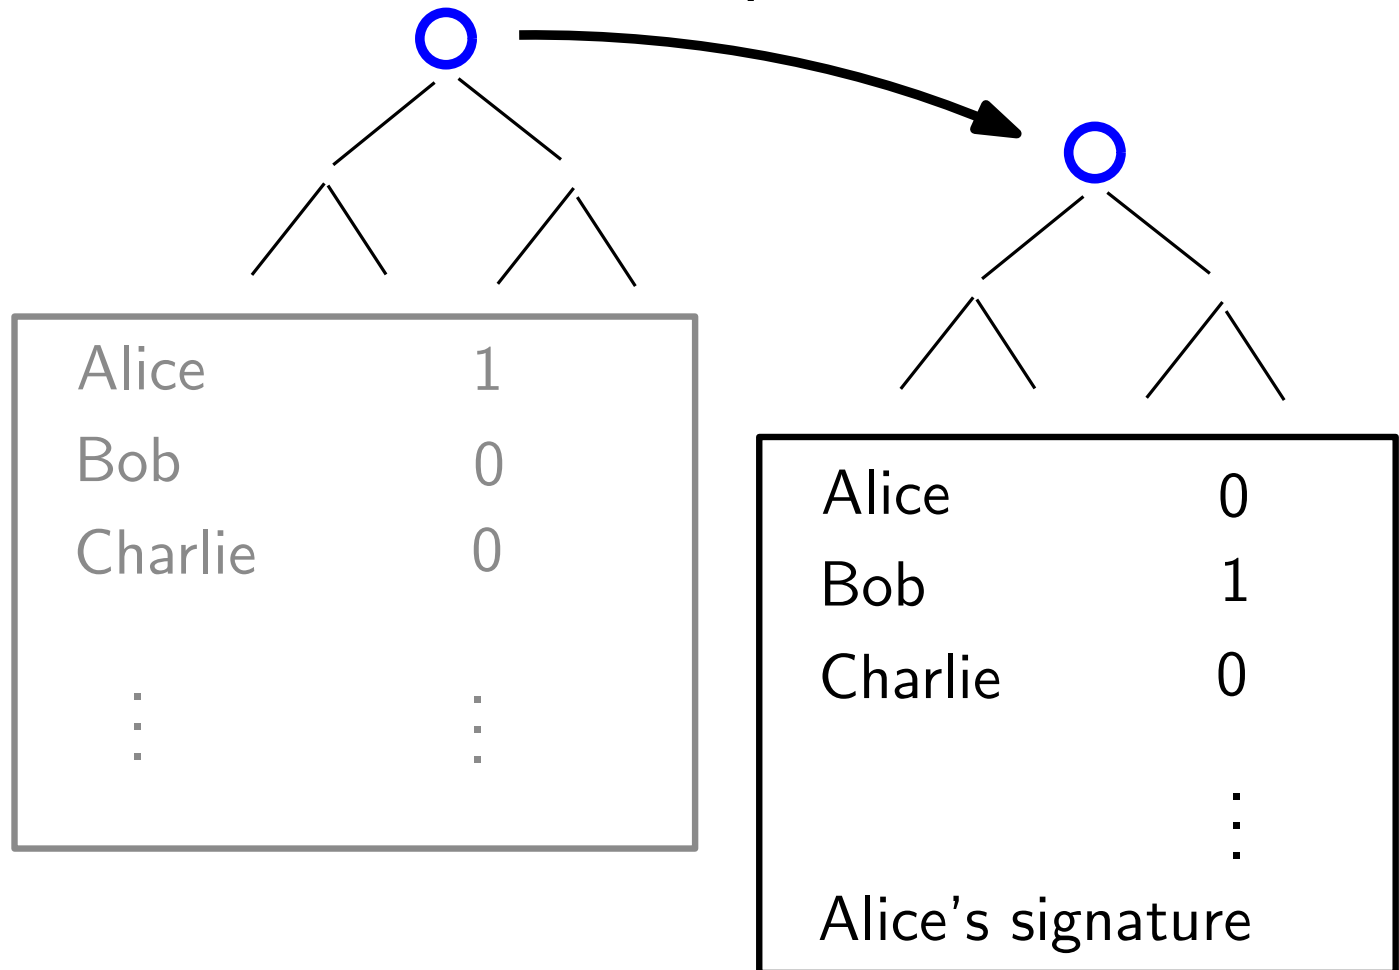 Alice 1
Bob 0
Charlie 0
⋮ ⋮
Alice 0
Bob 1
Charlie 0
⋮
Alice's signature